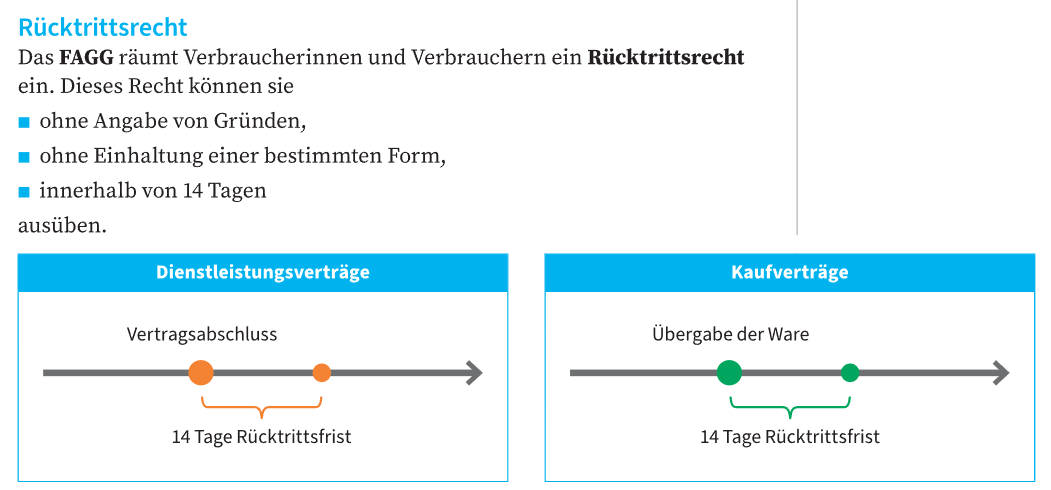 Rücktrittsrecht
Das FAGG räumt Verbraucherinnen und Verbrauchern ein Rücktrittsrecht
ein. Dieses Recht können sie
ohne Angabe von Gründen,
ohne Einhaltung einer bestimmten Form,
innerhalb von 14 Tagen
ausüben.
Dienstleistungsverträge
Vertragsabschluss
14 Tage Rücktrittsfrist
Kaufverträge
Übergabe der Ware
14 Tage Rücktrittsfrist